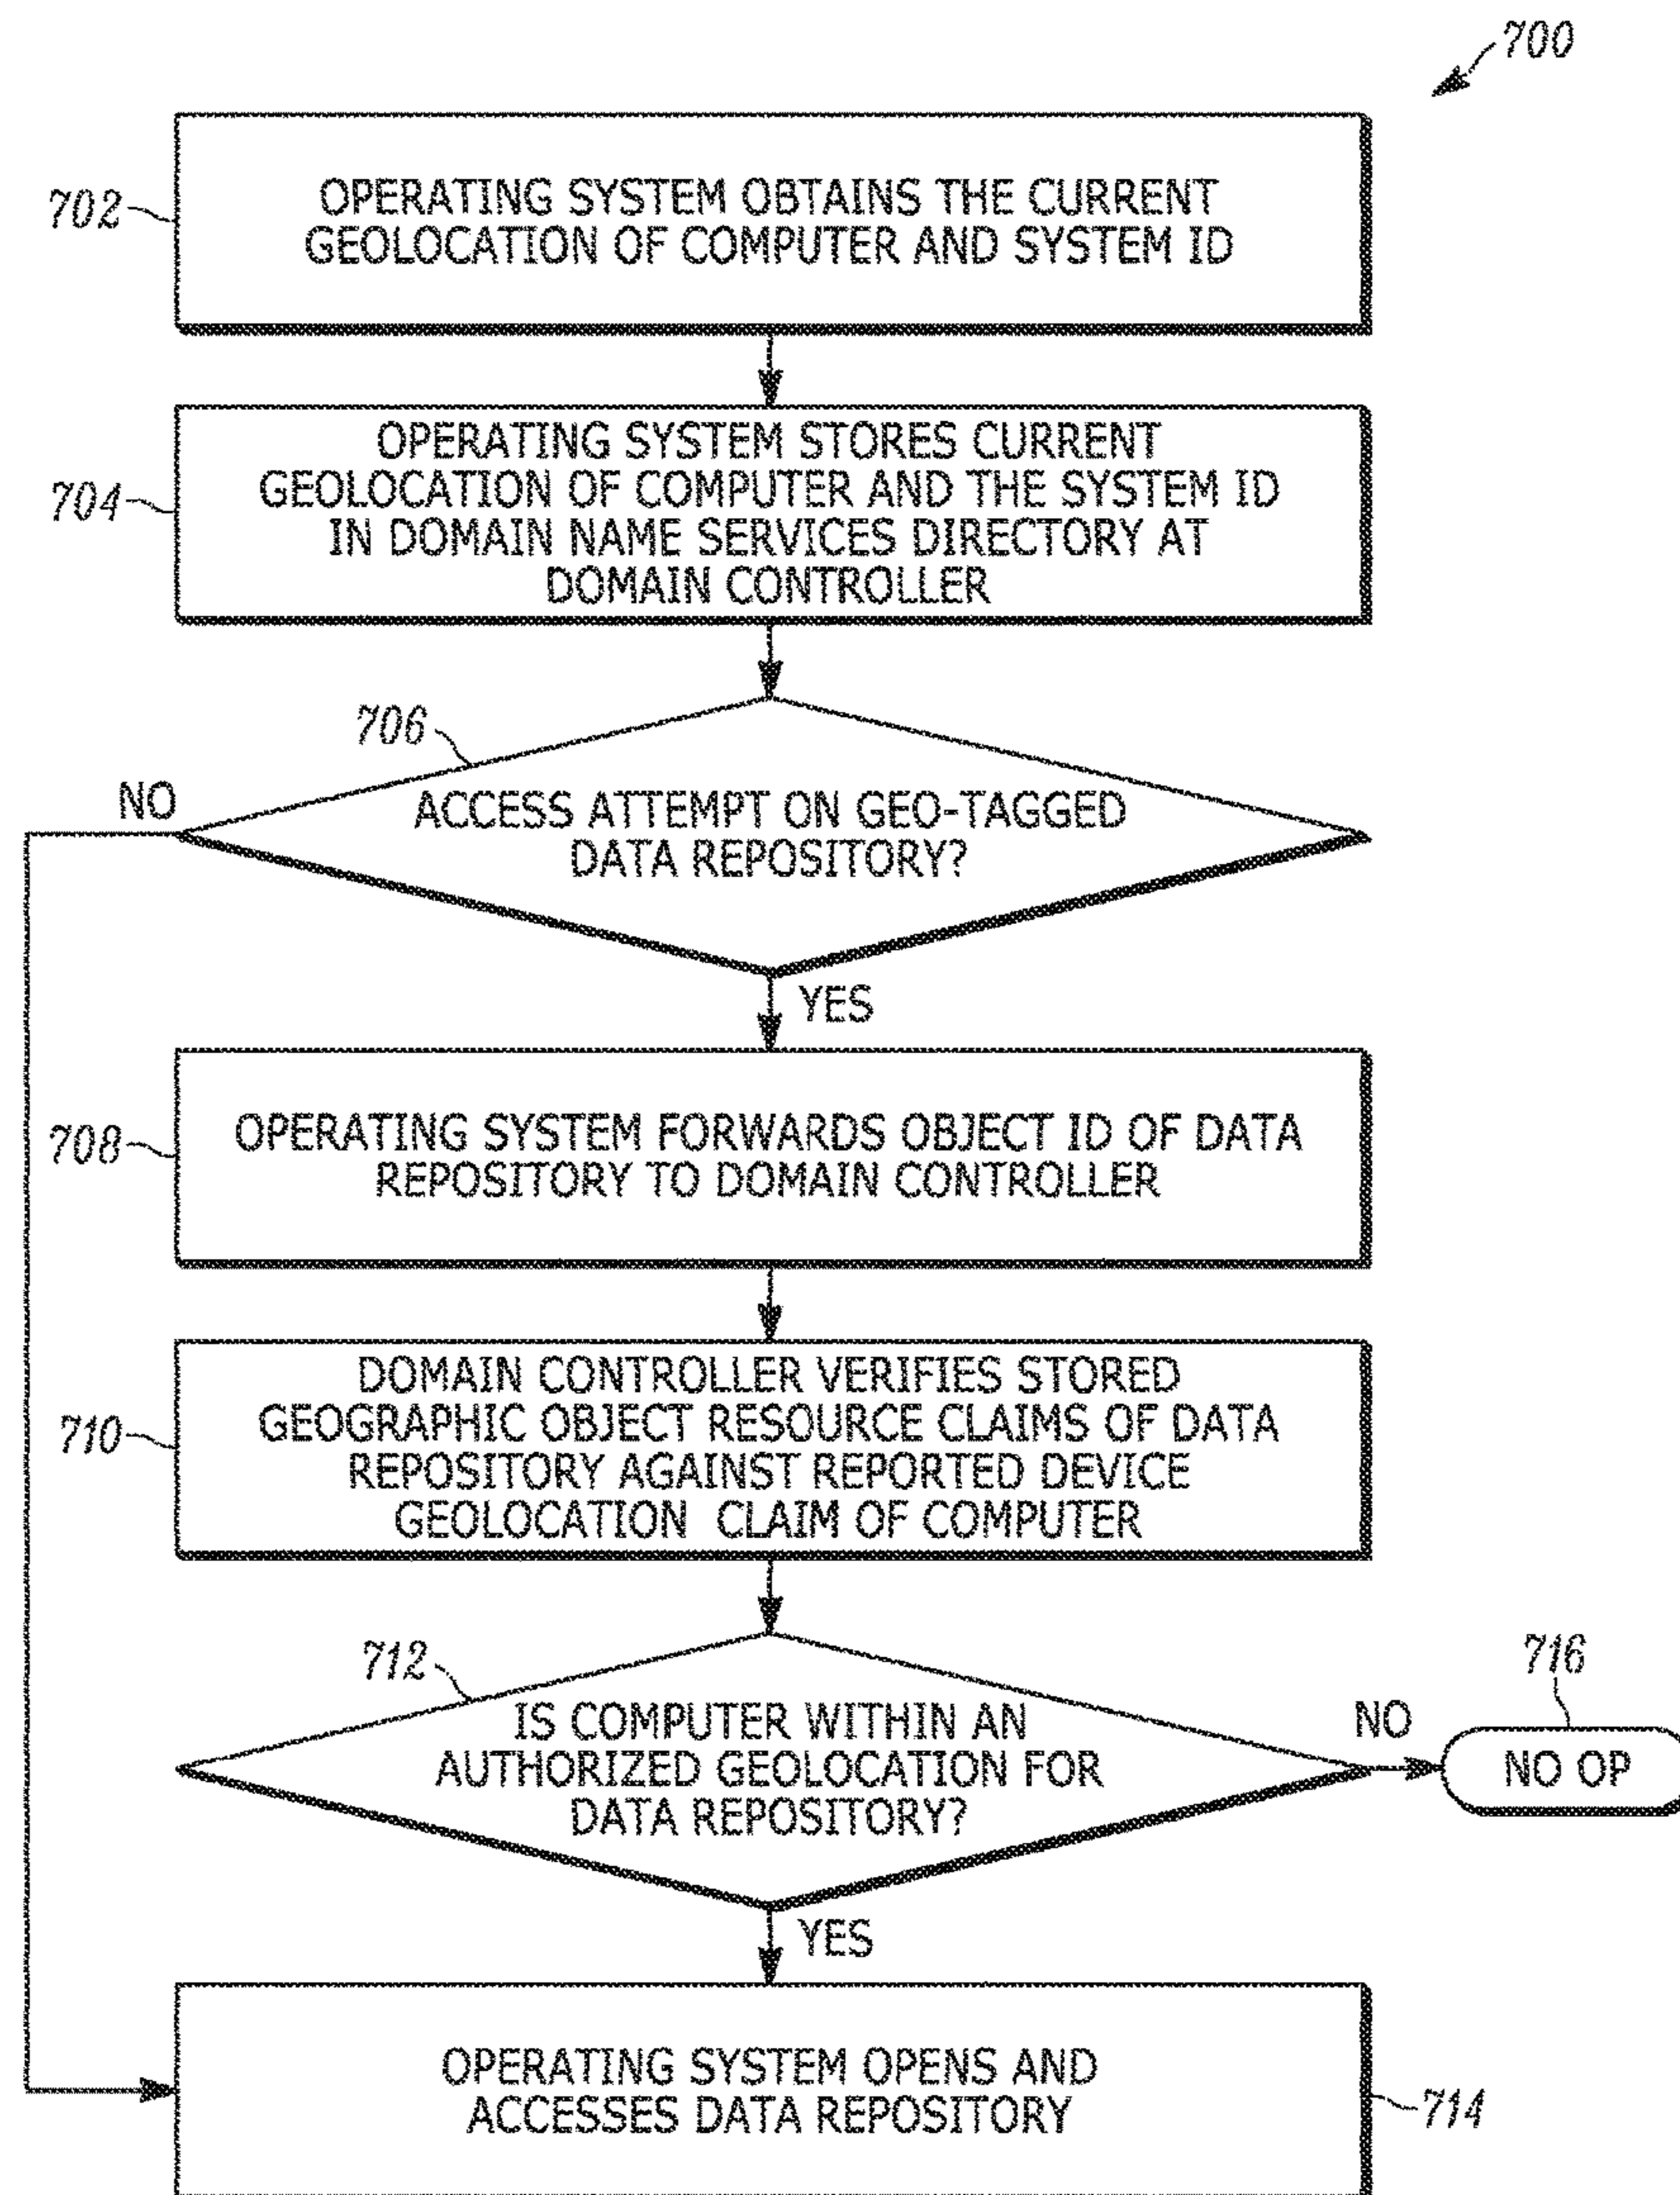 700
702
OPERATING SYSTEM OBTAINS THE CURRENT
GEOLOCATION OF COMPUTER AND SYSTEM ID
704
OPERATING SYSTEM STORES CURRENT
GEOLOCATION OF COMPUTER AND THE SYSTEM ID
IN DOMAIN NAME SERVICES DIRECTORY AT
DOMAIN CONTROLLER
706
NO
ACCESS ATTEMPT ON GEO-TAGGED
DATA REPOSITORY?
YES
708
OPERATING SYSTEM FORWARDS OBJECT ID OF DATA
REPOSITORY TO DOMAIN CONTROLLER
710
DOMAIN CONTROLLER VERIFIES STORED
GEOGRAPHIC OBJECT RESOURCE CLAIMS OF DATA
REPOSITORY AGAINST REPORTED DEVICE
GEOLOCATION CLAIM OF COMPUTER
712
IS COMPUTER WITHIN AN
AUTHORIZED GEOLOCATION FOR
DATA REPOSITORY?
NO
716
NO OP
YES
OPERATING SYSTEM OPENS AND
ACCESSES DATA REPOSITORY
714